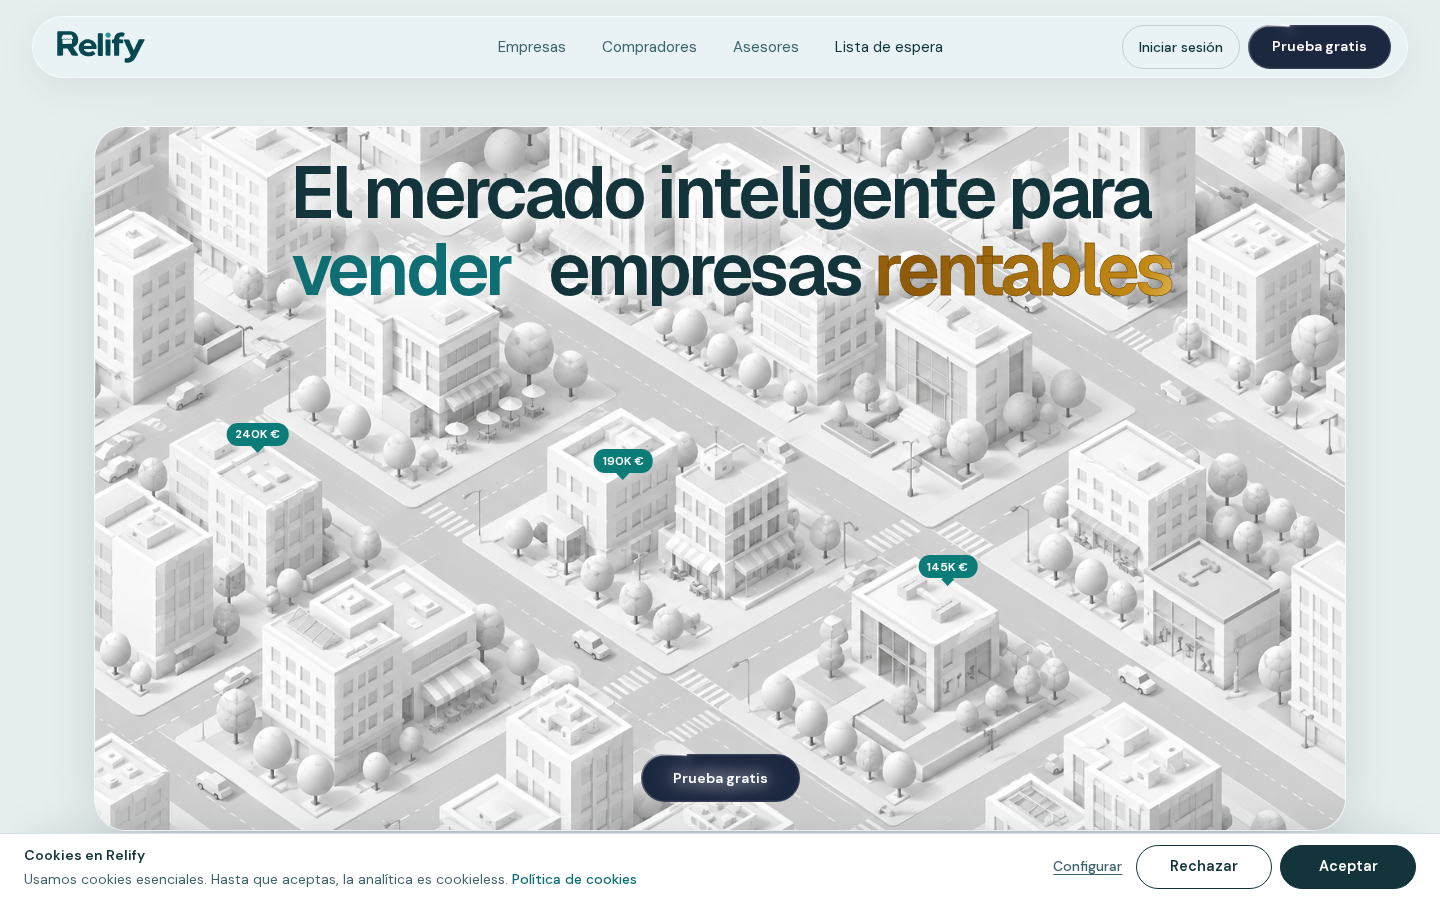 Relify
Empresas
Compradores
Asesores
Lista de espera
Iniciar sesión
Prueba gratis
El mercado inteligente para
vender empresas rentables
240K €
190K €
145K €
Prueba gratis
Cookies en Relify
Usamos cookies esenciales. Hasta que aceptas, la analítica es cookieless. Política de cookies
Configurar
Rechazar
Aceptar